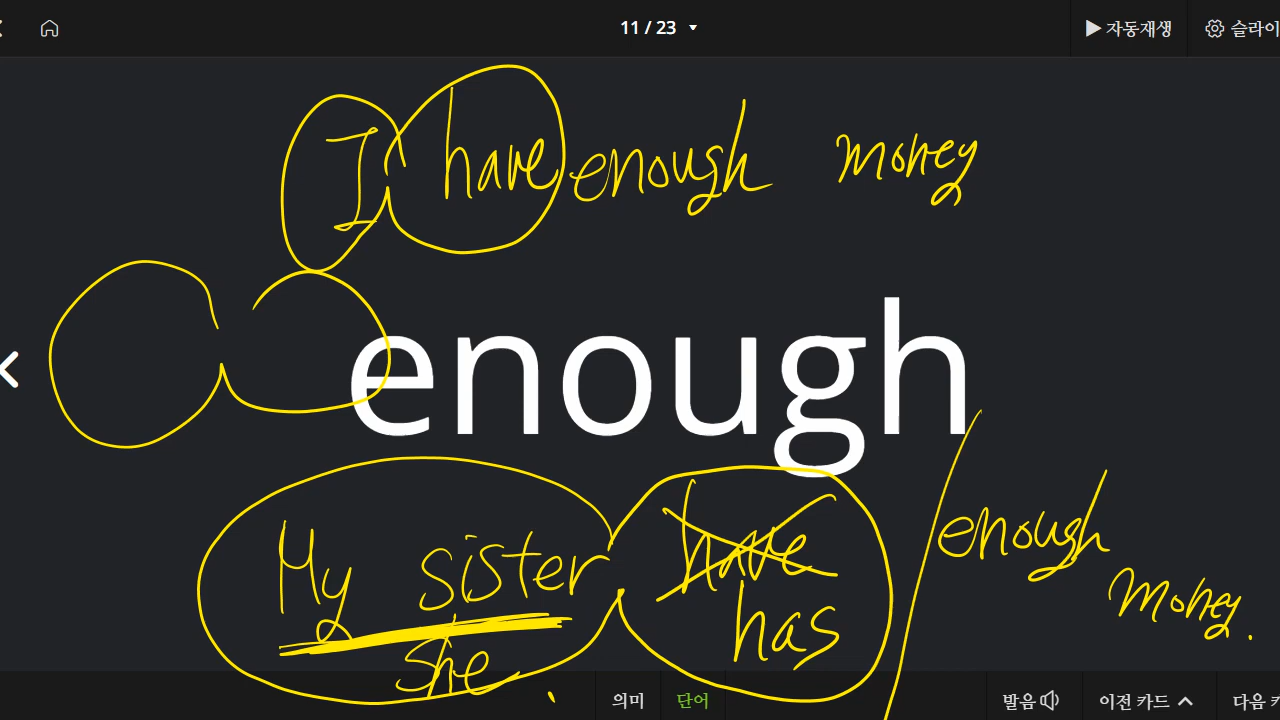 11 / 23
자동재생
슬라이
I have enough money
enough
My sister have enough
has money.
she
의미
단어
발음
이전 카드
다음